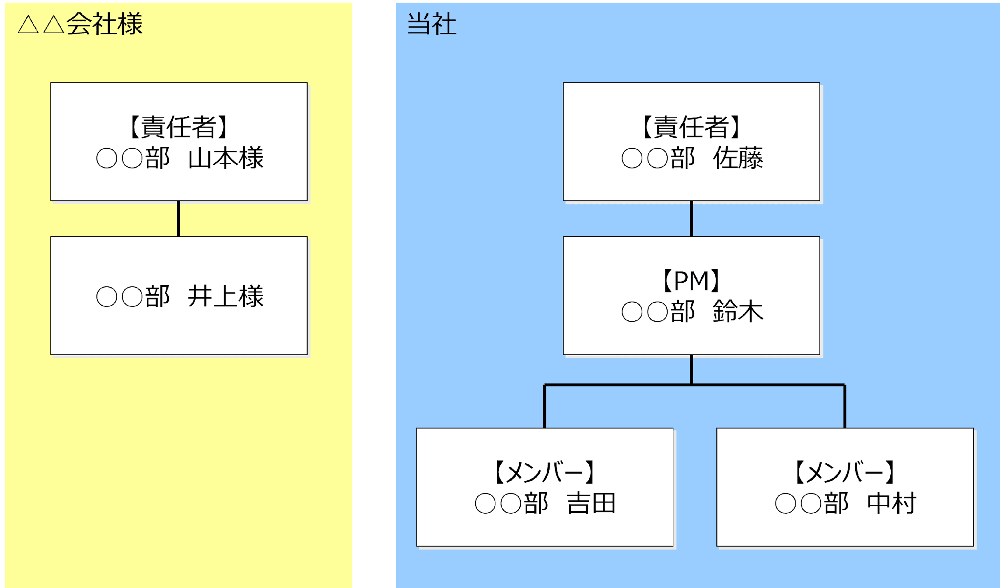 △△会社様
【責任者】
○○部 山本様
○○部 井上様
当社
【責任者】
○○部 佐藤
【PM】
○○部 鈴木
【メンバー】
○○部 吉田
【メンバー】
○○部 中村